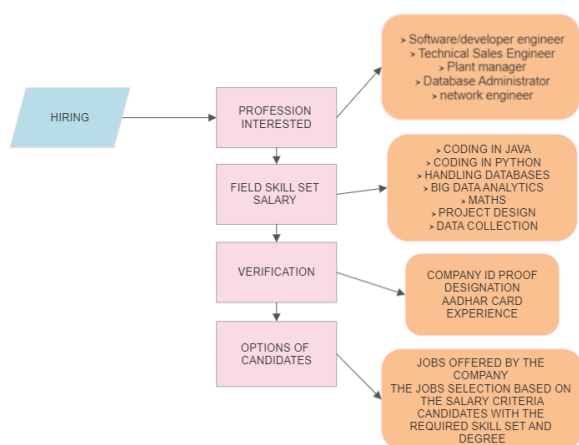 HIRING
PROFESSION
INTERESTED
➤ Software/developer engineer
➤ Technical Sales Engineer
➤ Plant manager
➤ Database Administrator
➤ network engineer
FIELD SKILL SET
SALARY
➤ CODING IN JAVA
➤ CODING IN PYTHON
➤ HANDLING DATABASES
➤ BIG DATA ANALYTICS
➤ MATHS
➤ PROJECT DESIGN
➤ DATA COLLECTION
VERIFICATION
COMPANY ID PROOF
DESIGNATION
AADHAR CARD
EXPERIENCE
OPTIONS OF
CANDIDATES
JOBS OFFERED BY THE
COMPANY
THE JOBS SELECTION BASED ON
THE SALARY CRITERIA
CANDIDATES WITH THE
REQUIRED SKILL SET AND
DEGREE